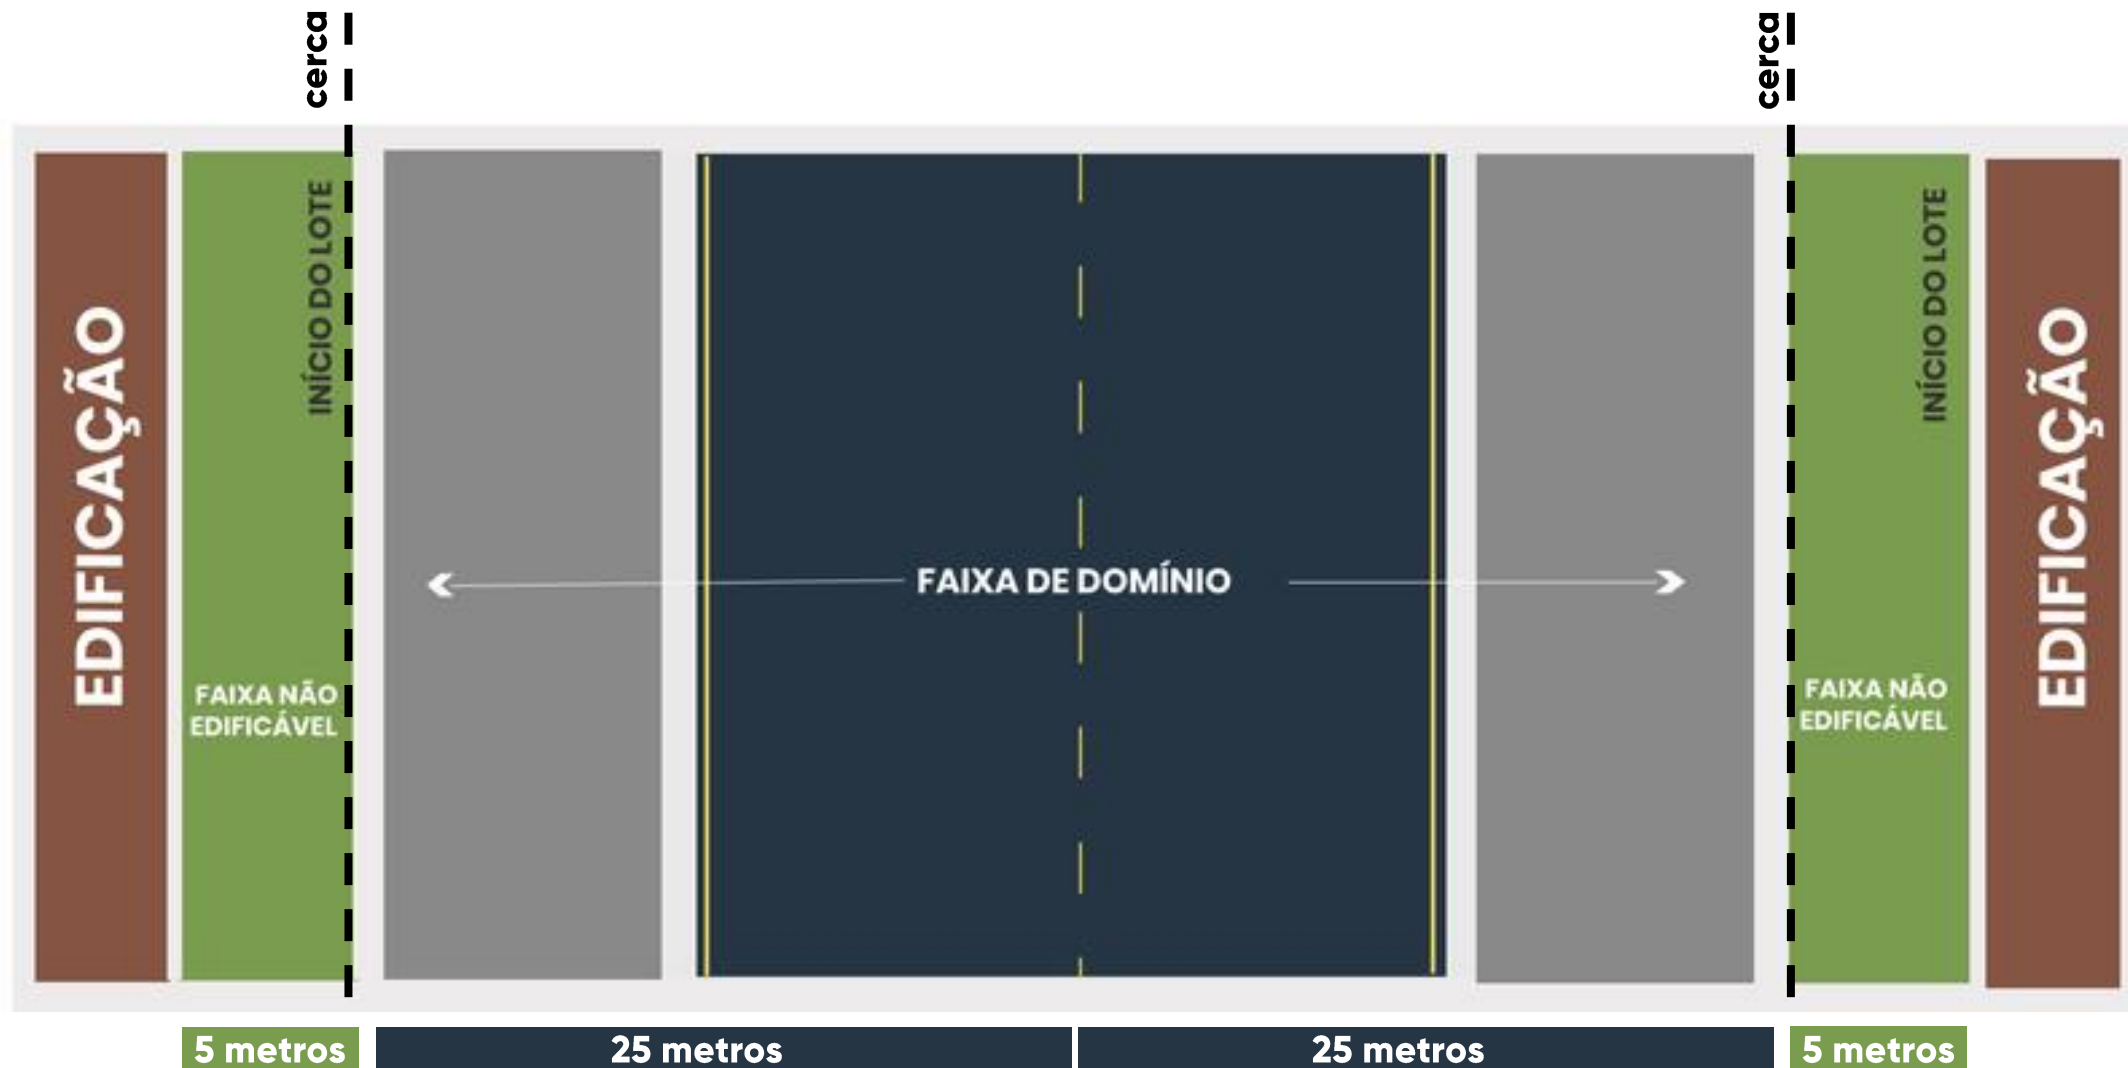 cerca
cerca
INÍCIO DO LOTE
INÍCIO DO LOTE
EDIFICAÇÃO
EDIFICAÇÃO
FAIXA DE DOMÍNIO
FAIXA NÃO
EDIFICÁVEL
FAIXA NÃO
EDIFICÁVEL
5 metros
25 metros
25 metros
5 metros